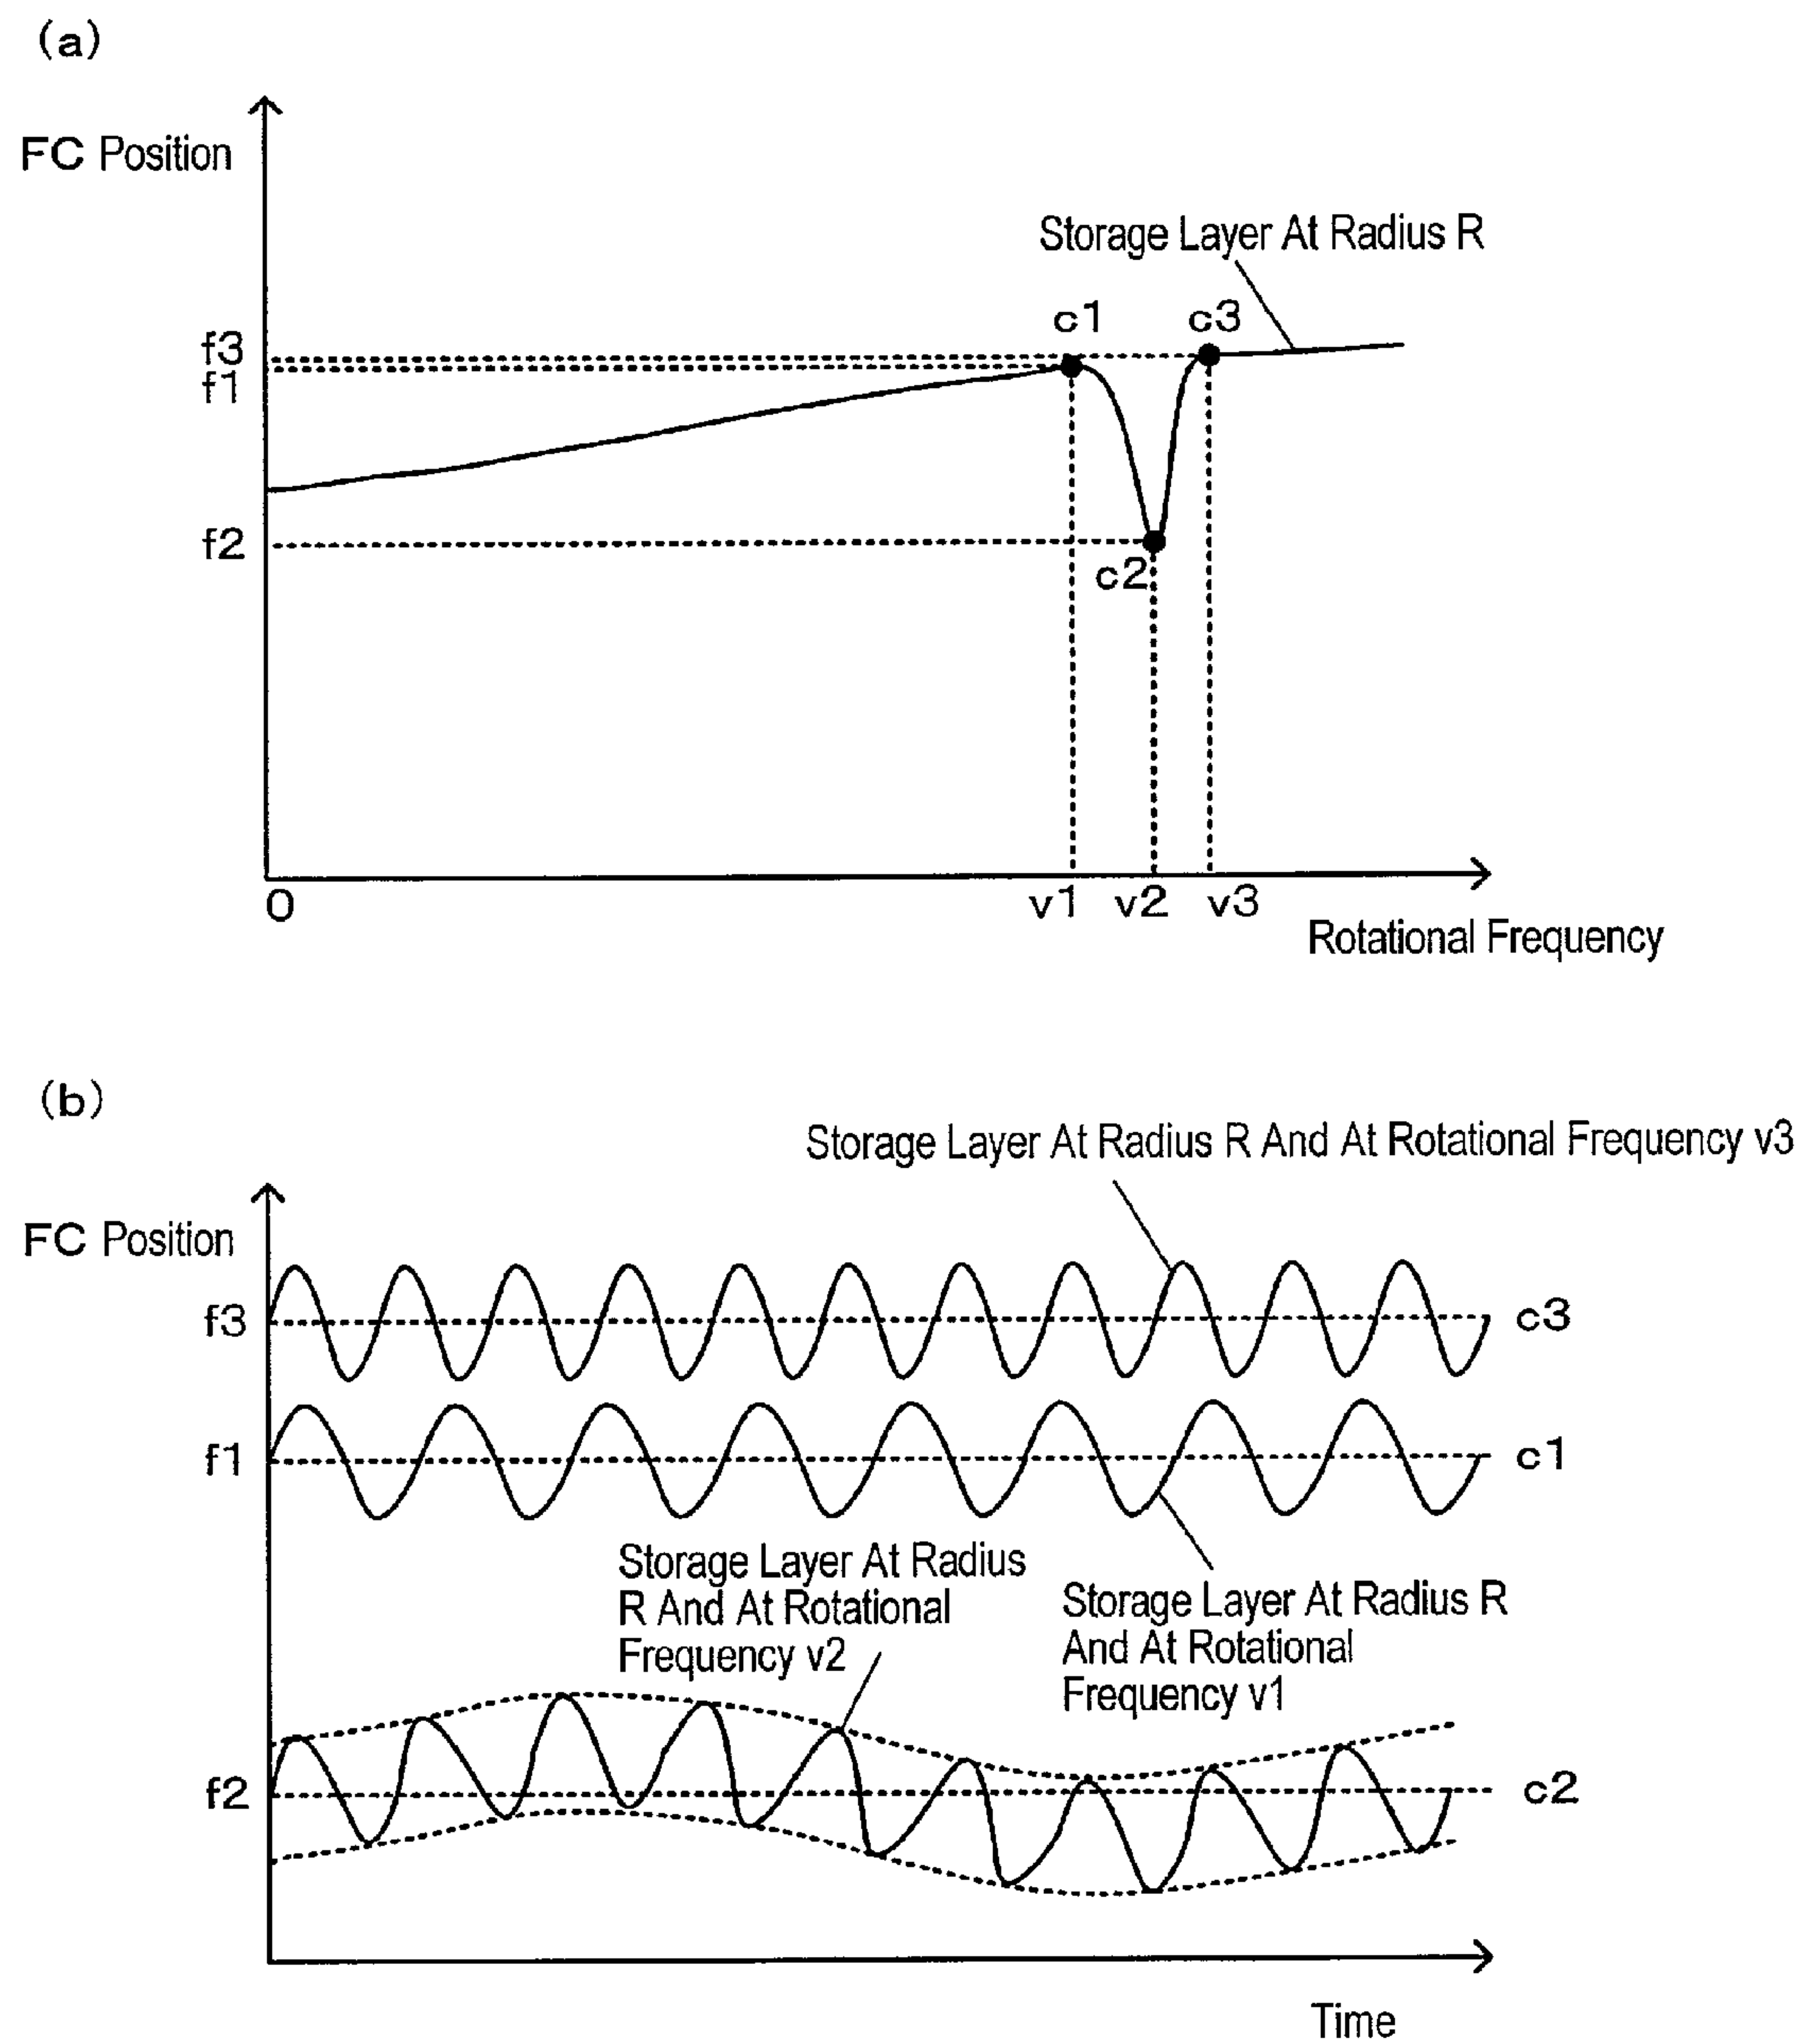 (a)
FC Position
Storage Layer At Radius R
c1
c3
f3
f1
f2
c2
0
v1
v2
v3
Rotational Frequency
(b)
Storage Layer At Radius R And At Rotational Frequency v3
FC Position
f3
c3
f1
c1
Storage Layer At Radius
R And At Rotational
Frequency v2
Storage Layer At Radius R
And At Rotational
Frequency v1
f2
c2
Time